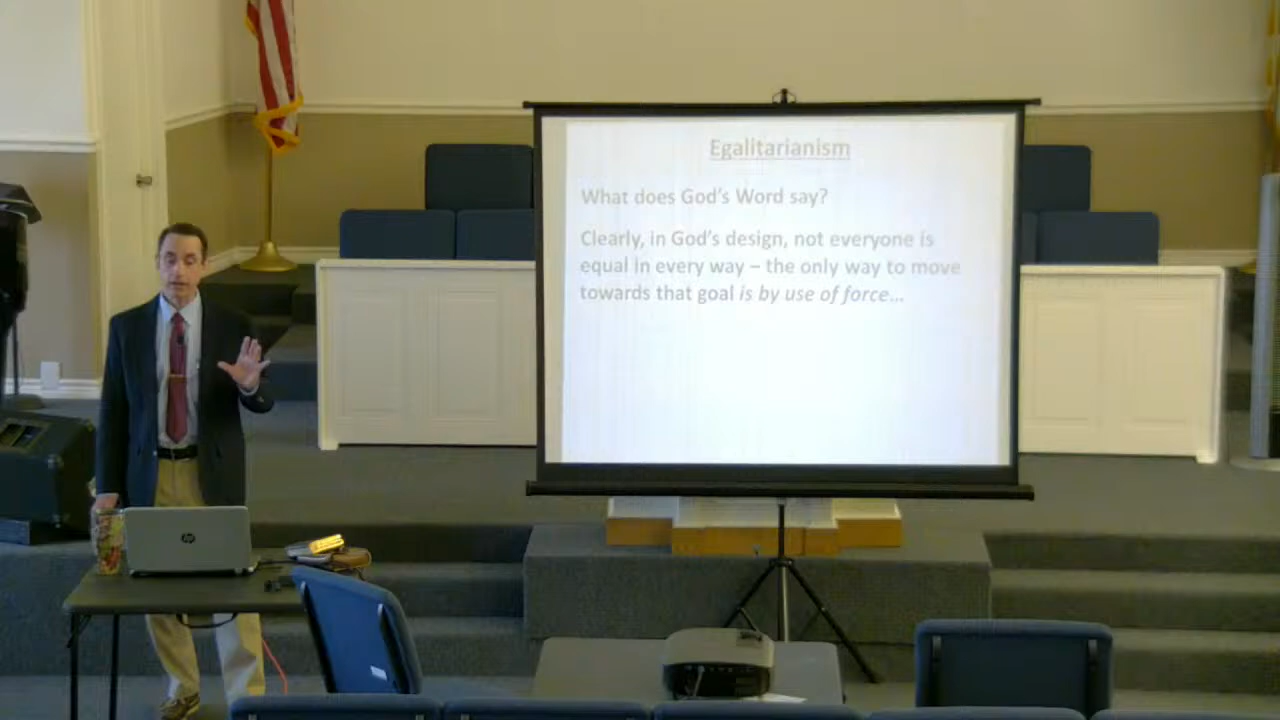 Egalitarianism
What does God's Word say?
Clearly, in God's design, not everyone is
equal in every way – the only way to move
towards that goal is by use of force…
hp